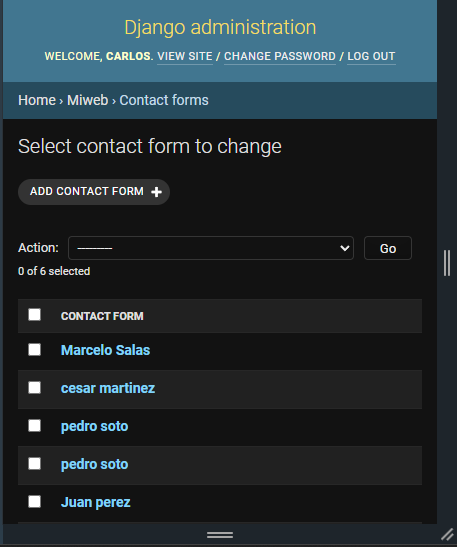 Django administration
WELCOME, CARLOS. VIEW SITE / CHANGE PASSWORD / LOG OUT
Home › Miweb › Contact forms
Select contact form to change
ADD CONTACT FORM +
Action: --------- Go
0 of 6 selected
CONTACT FORM
Marcelo Salas
cesar martinez
pedro soto
pedro soto
Juan perez